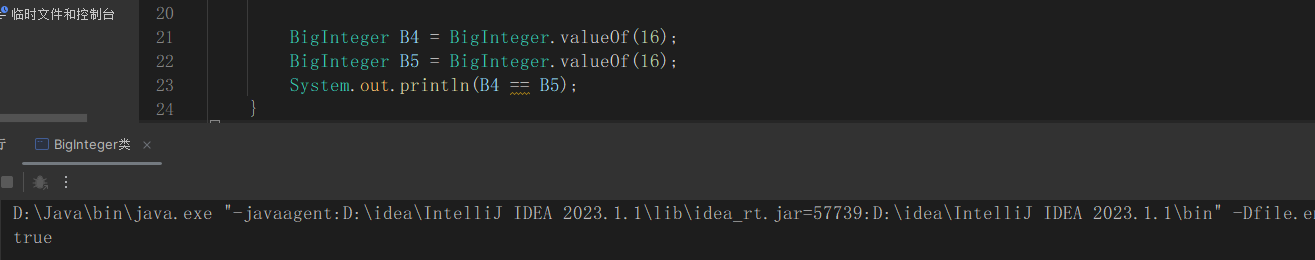 临时文件和控制台
20
21 BigInteger B4 = BigInteger.valueOf(16);
22 BigInteger B5 = BigInteger.valueOf(16);
23 System.out.println(B4 == B5);
24 }
行 BigInteger类 ×
D:\Java\bin\java.exe "-javaagent:D:\idea\IntelliJ IDEA 2023.1.1\lib\idea_rt.jar=57739:D:\idea\IntelliJ IDEA 2023.1.1\bin" -Dfile.e
true